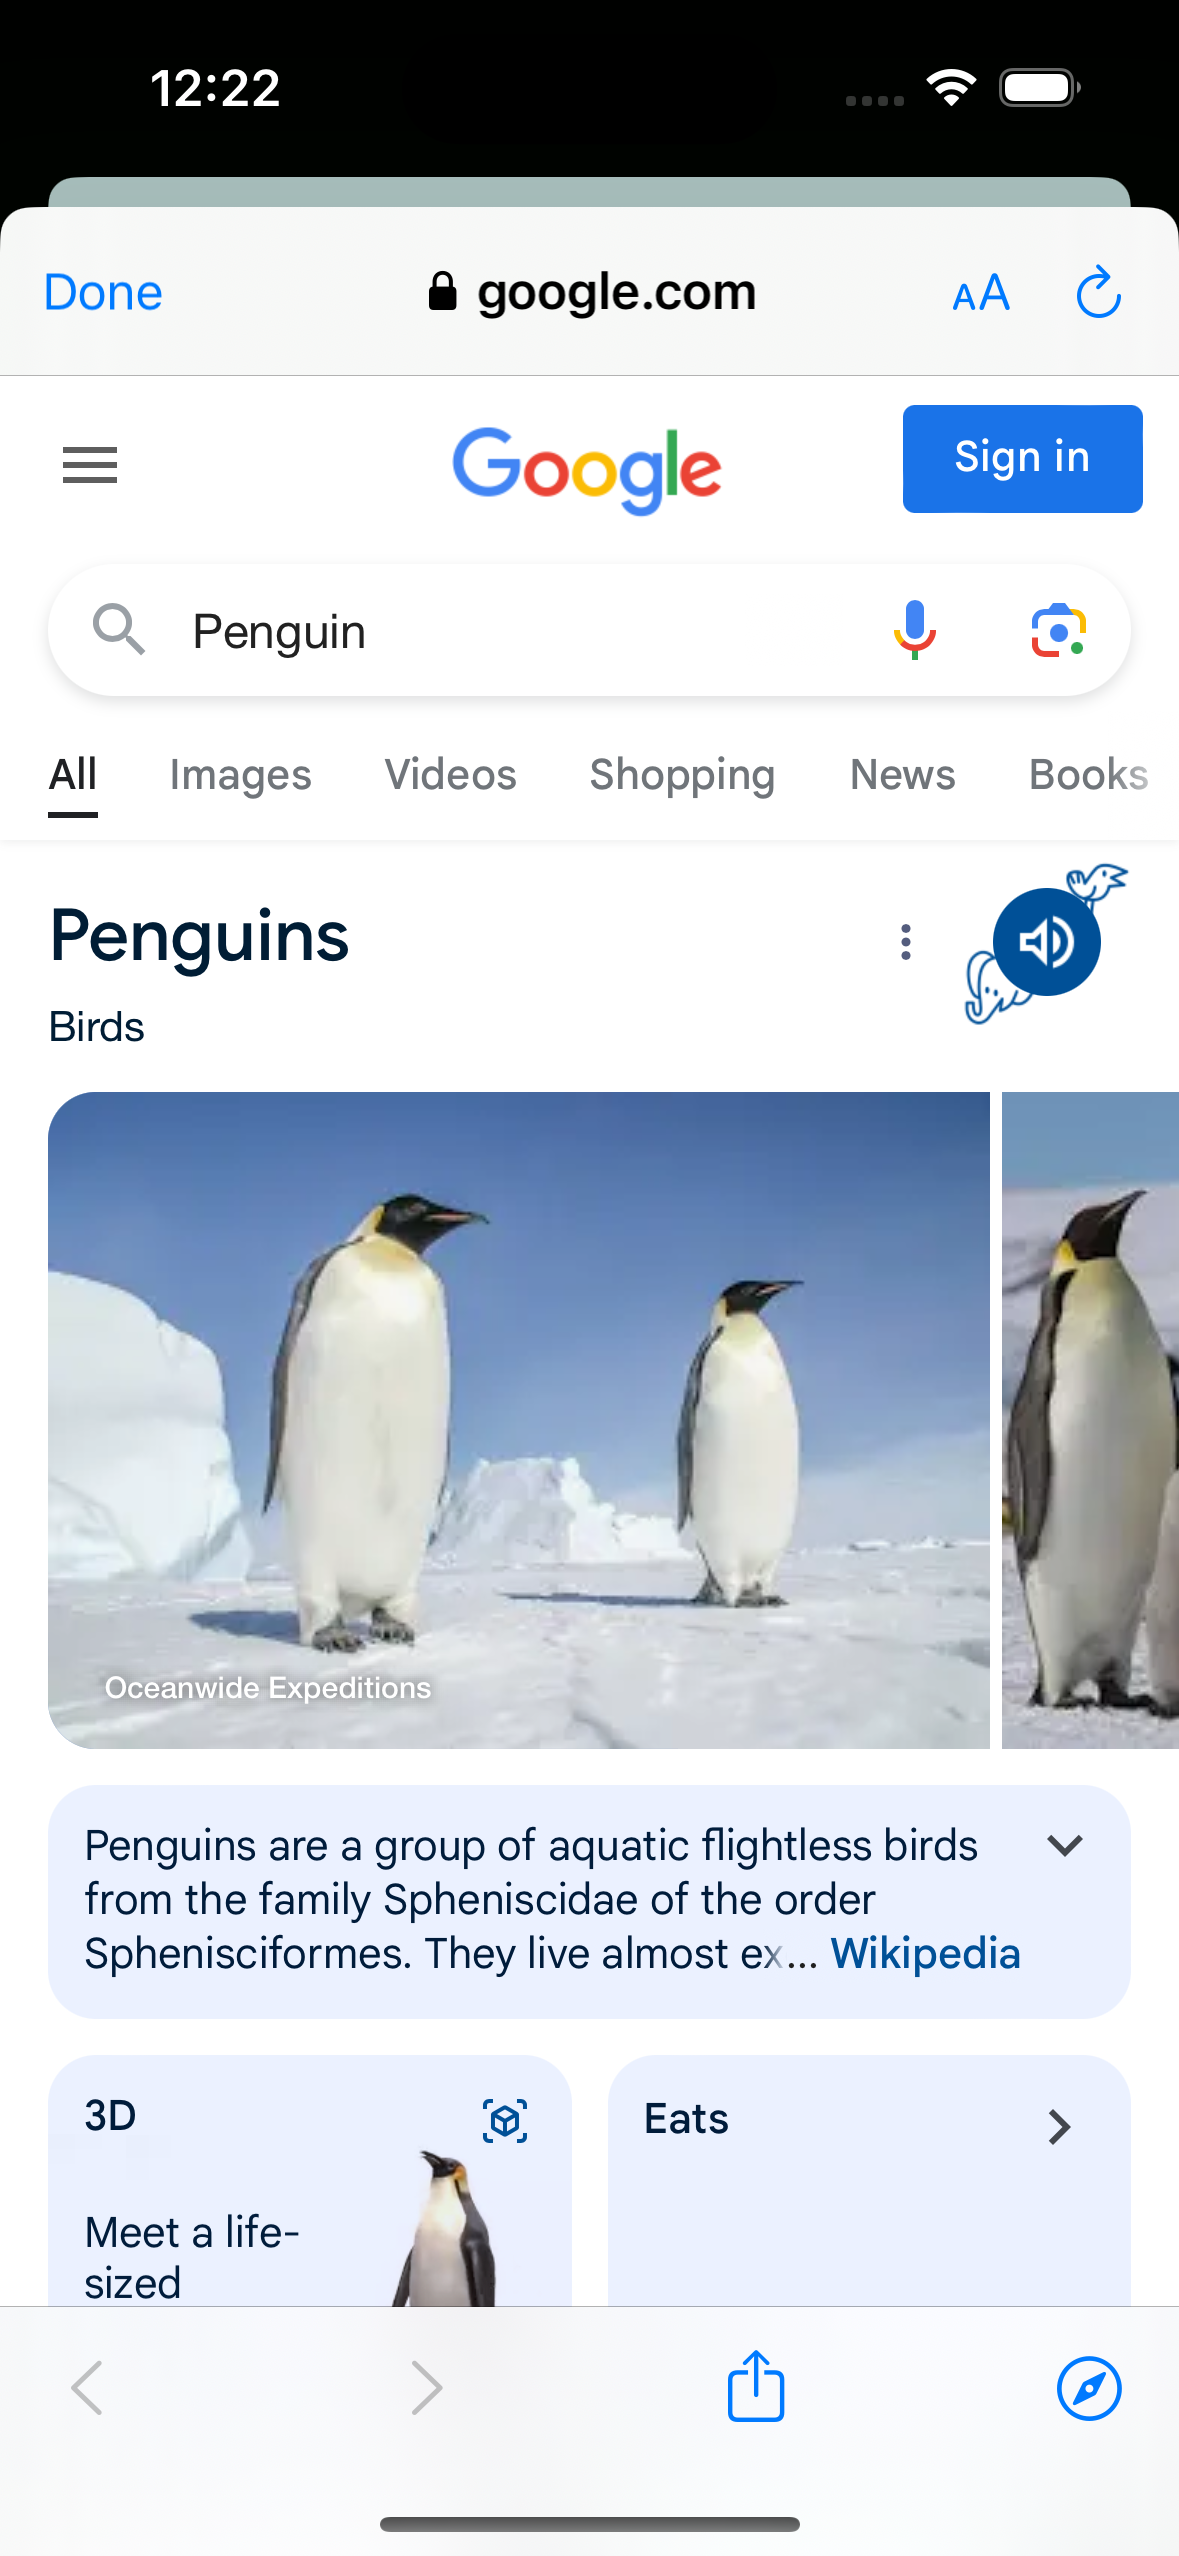 12:22
Done
google.com
AA
Google
Sign in
Penguin
All Images Videos Shopping News Books
Penguins
Birds
Oceanwide Expeditions
Penguins are a group of aquatic flightless birds
from the family Spheniscidae of the order
Sphenisciformes. They live almost ex... Wikipedia
3D
Meet a life-
sized
Eats